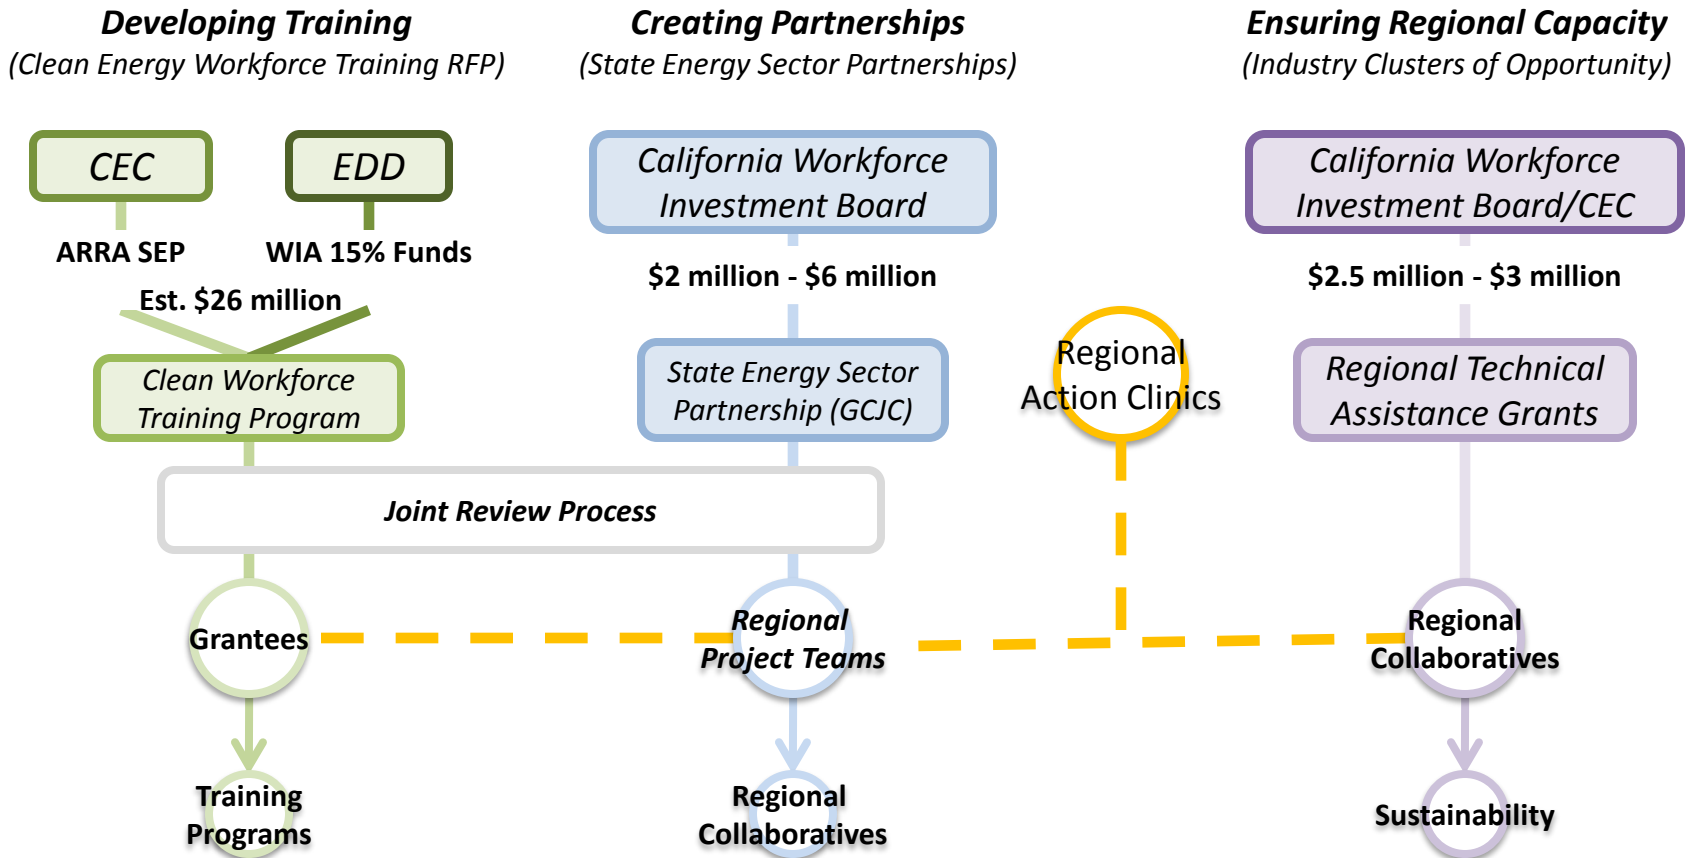 Developing Training
(Clean Energy Workforce Training RFP)
Creating Partnerships
(State Energy Sector Partnerships)
Ensuring Regional Capacity
(Industry Clusters of Opportunity)
CEC
EDD
California Workforce
Investment Board
California Workforce
Investment Board/CEC
ARRA SEP
WIA 15% Funds
Est. $26 million
$2 million - $6 million
$2.5 million - $3 million
Clean Workforce
Training Program
State Energy Sector
Partnership (GCJC)
Regional
Action Clinics
Regional Technical
Assistance Grants
Joint Review Process
Grantees
Regional
Project Teams
Regional
Collaboratives
Training
Programs
Regional
Collaboratives
Sustainability